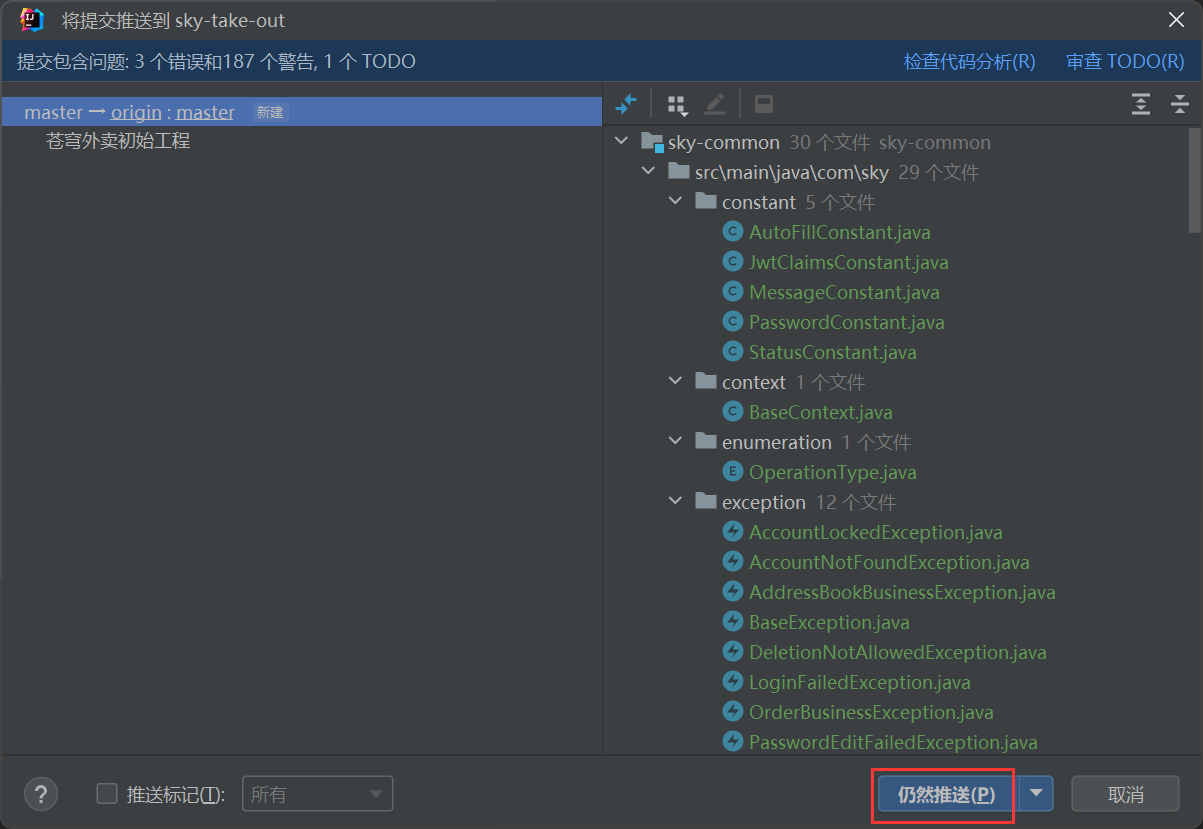 将提交推送到 sky-take-out
提交包含问题: 3 个错误和187 个警告, 1 个 TODO 检查代码分析(R) 审查 TODO(R)
master → origin : master 新建
苍穹外卖初始工程
sky-common 30 个文件 sky-common
src\main\java\com\sky 29 个文件
constant 5 个文件
AutoFillConstant.java
JwtClaimsConstant.java
MessageConstant.java
PasswordConstant.java
StatusConstant.java
context 1 个文件
BaseContext.java
enumeration 1 个文件
OperationType.java
exception 12 个文件
AccountLockedException.java
AccountNotFoundException.java
AddressBookBusinessException.java
BaseException.java
DeletionNotAllowedException.java
LoginFailedException.java
OrderBusinessException.java
PasswordEditFailedException.java
? 推送标记(T): 所有 仍然推送(P) 取消